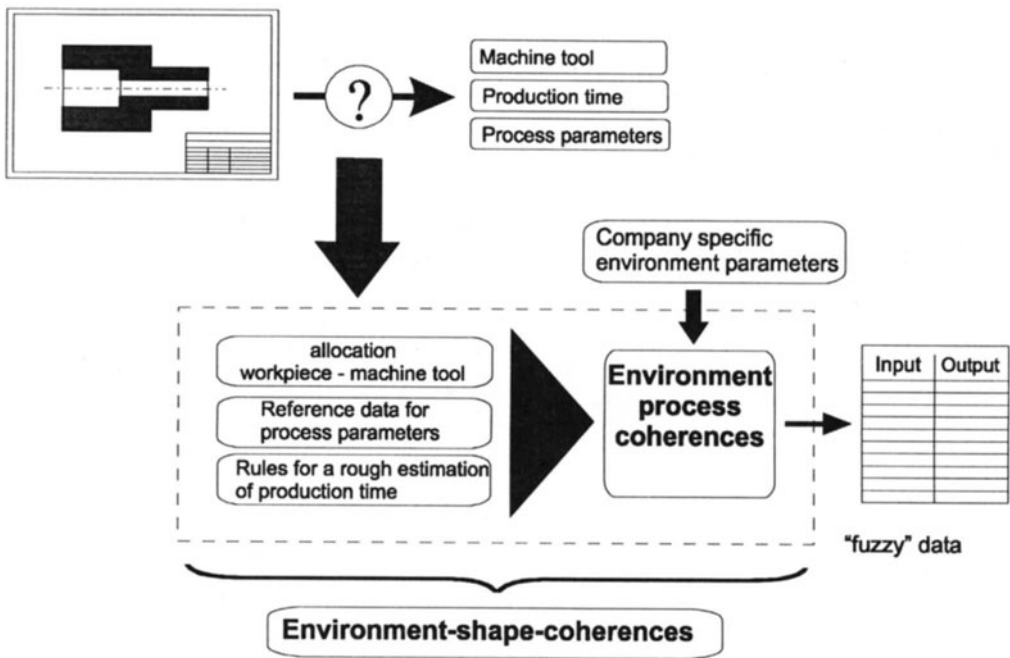 ?
Machine tool
Production time
Process parameters
Company specific
environment parameters
allocation
workpiece - machine tool
Reference data for
process parameters
Rules for a rough estimation
of production time
Environment
process
coherences
Input Output
"fuzzy" data
Environment-shape-coherences